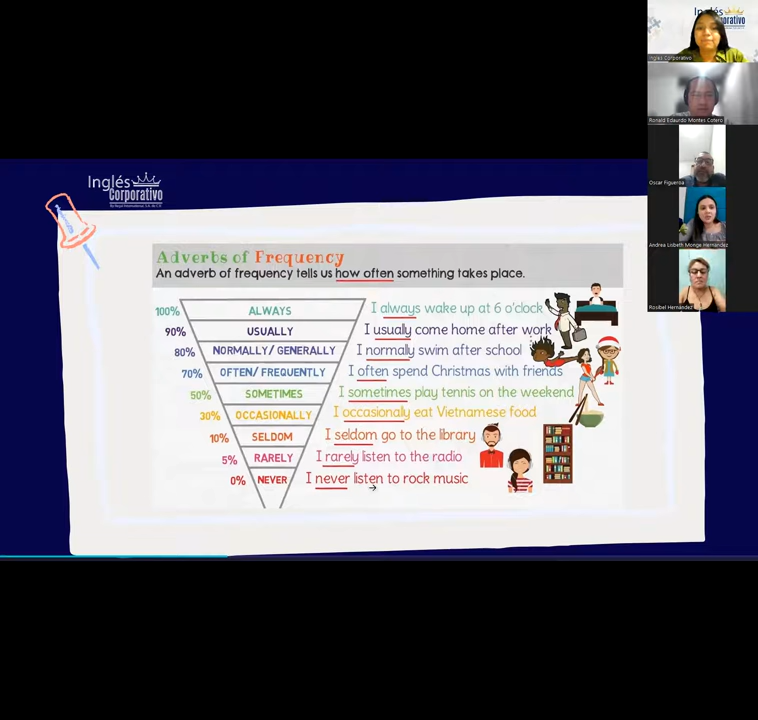 Inglés
Corporativo
Adverbs of Frequency
An adverb of frequency tells us how often something takes place.
100% ALWAYS I always wake up at 6 o'clock
90% USUALLY I usually come home after work
80% NORMALLY/ GENERALLY I normally swim after school
70% OFTEN/ FREQUENTLY I often spend Christmas with friends
50% SOMETIMES I sometimes play tennis on the weekend
30% OCCASIONALLY I occasionally eat Vietnamese food
10% SELDOM I seldom go to the library
5% RARELY I rarely listen to the radio
0% NEVER I never listen to rock music
Inglés Corporativo
Ronald Edaurdo Montes Cotero
Oscar Figueroa
Andrea Lisbeth Monge Hernández
Rosibel Hernández